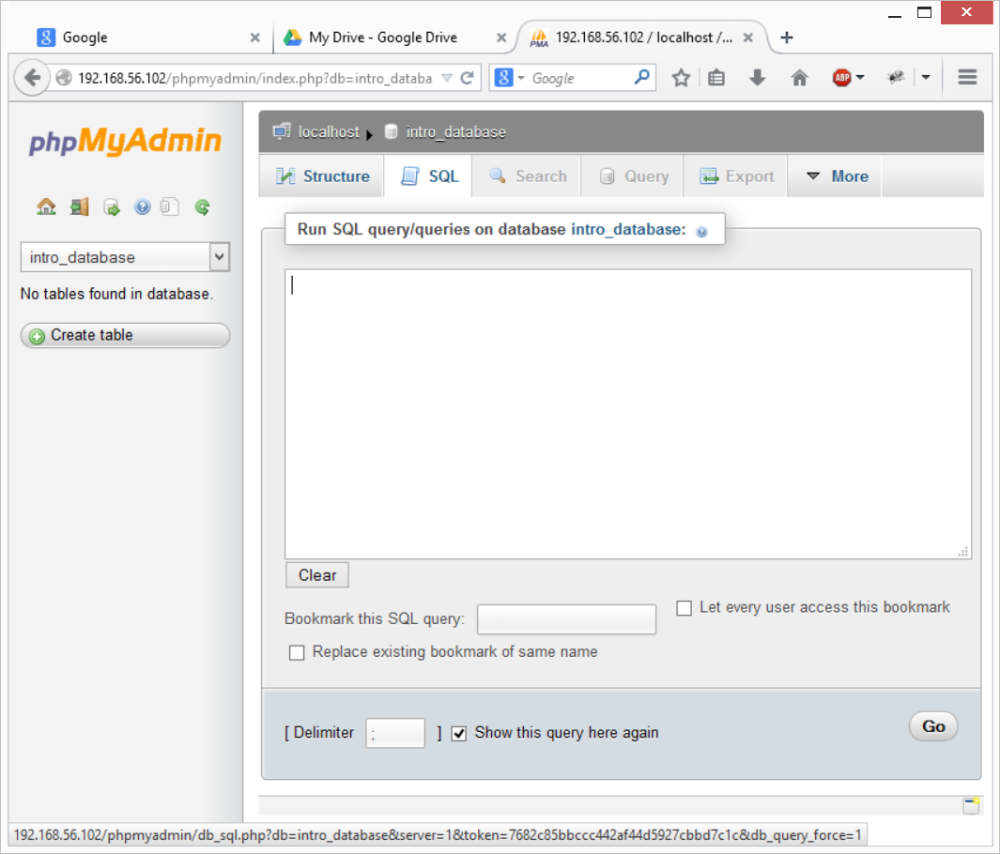 Google
My Drive - Google Drive
PMA
192.168.56.102 / localhost /...
192.168.56.102/phpmyadmin/index.php?db=intro_databa
8
Google
ABP
phpMyAdmin
intro_database
No tables found in database.
Create table
localhost
intro_database
Structure
SQL
Search
Query
Export
More
Run SQL query/queries on database intro_database:
Clear
Bookmark this SQL query:
Let every user access this bookmark
Replace existing bookmark of same name
[ Delimiter ; ] Show this query here again
Go
192.168.56.102/phpmyadmin/db_sql.php?db=intro_database&server=1&token=7682c85bbccc442af44d5927cbbd7c1c&db_query_force=1